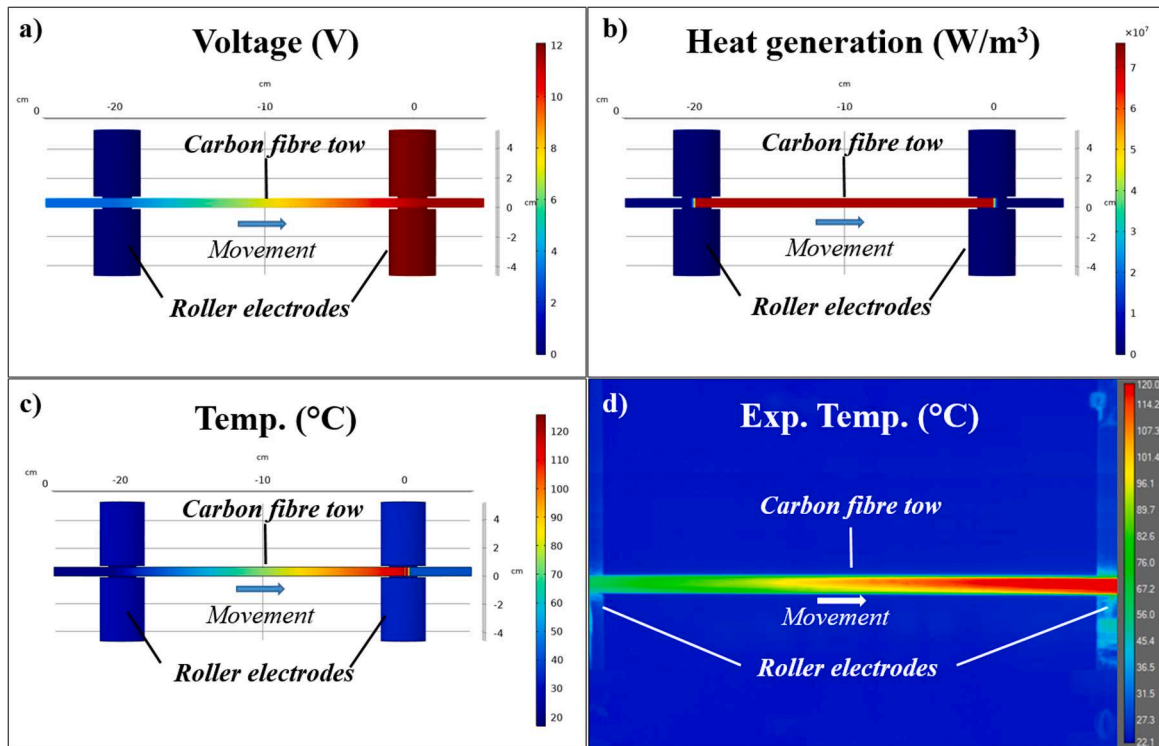 a)
Voltage (V)
cm
cm 0 -20 -10 0
Carbon fibre tow
4
2
cm 0
-2
-4
Movement
Roller electrodes
12
10
8
6
4
2
0
b)
Heat generation (W/m³)
cm
cm 0 -20 -10 0
Carbon fibre tow
4
2
cm 0
-2
-4
Movement
Roller electrodes
×10⁷
7
6
5
4
3
2
1
0
c)
Temp. (°C)
cm
cm 0 -20 -10 0
Carbon fibre tow
4
2
0 cm
-2
-4
Movement
Roller electrodes
120
110
100
90
80
70
60
50
40
30
20
d)
Exp. Temp. (°C)
Carbon fibre tow
Movement
Roller electrodes
120.0
114.2
107.3
101.4
96.1
89.7
82.6
76.0
67.2
56.0
44.4
36.5
31.5
27.3
22.1